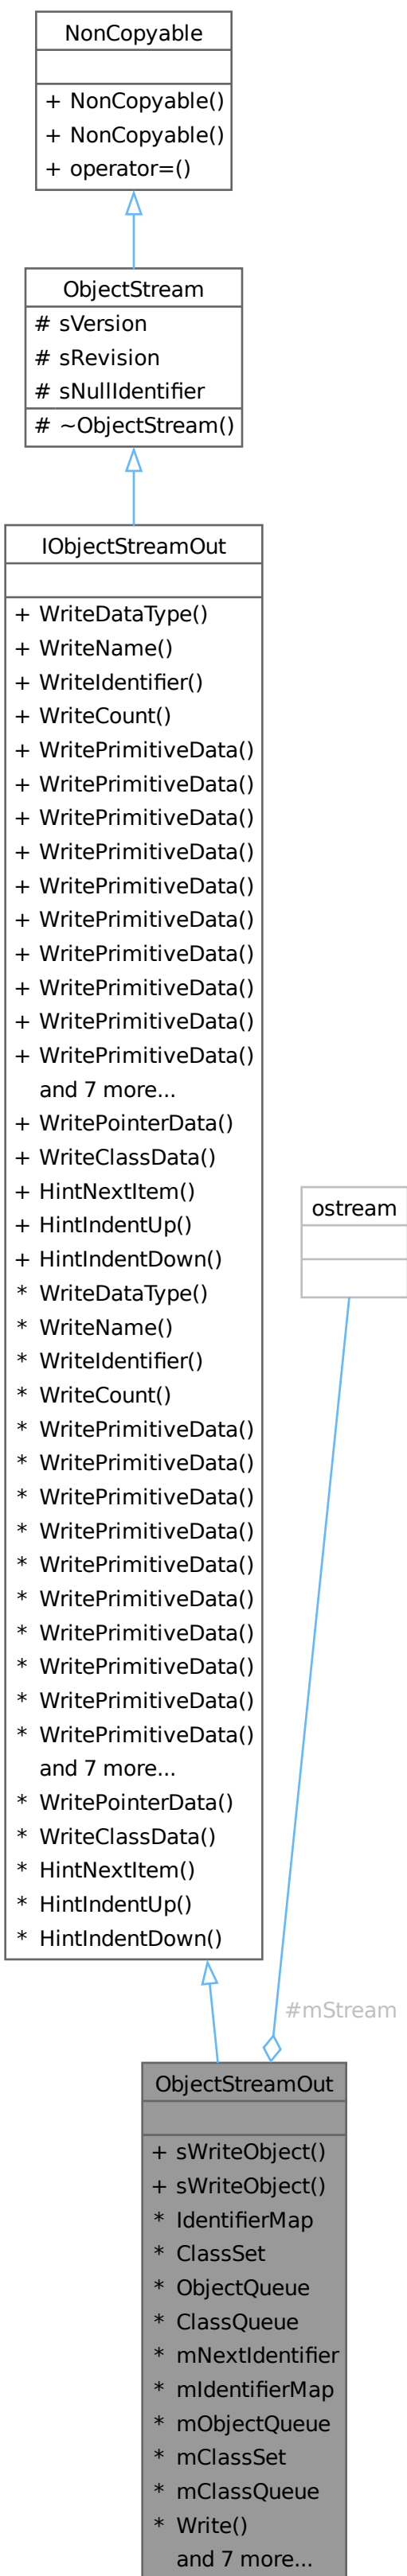 NonCopyable
+ NonCopyable()
+ NonCopyable()
+ operator=()
ObjectStream
# sVersion
# sRevision
# sNullIdentifier
# ~ObjectStream()
IObjectStreamOut
+ WriteDataType()
+ WriteName()
+ WriteIdentifier()
+ WriteCount()
+ WritePrimitiveData()
+ WritePrimitiveData()
+ WritePrimitiveData()
+ WritePrimitiveData()
+ WritePrimitiveData()
+ WritePrimitiveData()
+ WritePrimitiveData()
+ WritePrimitiveData()
+ WritePrimitiveData()
+ WritePrimitiveData()
and 7 more...
+ WritePointerData()
+ WriteClassData()
+ HintNextItem()
+ HintIndentUp()
+ HintIndentDown()
* WriteDataType()
* WriteName()
* WriteIdentifier()
* WriteCount()
* WritePrimitiveData()
* WritePrimitiveData()
* WritePrimitiveData()
* WritePrimitiveData()
* WritePrimitiveData()
* WritePrimitiveData()
* WritePrimitiveData()
* WritePrimitiveData()
* WritePrimitiveData()
* WritePrimitiveData()
and 7 more...
* WritePointerData()
* WriteClassData()
* HintNextItem()
* HintIndentUp()
* HintIndentDown()
ostream
#mStream
ObjectStreamOut
+ sWriteObject()
+ sWriteObject()
* IdentifierMap
* ClassSet
* ObjectQueue
* ClassQueue
* mNextIdentifier
* mIdentifierMap
* mObjectQueue
* mClassSet
* mClassQueue
* Write()
and 7 more...